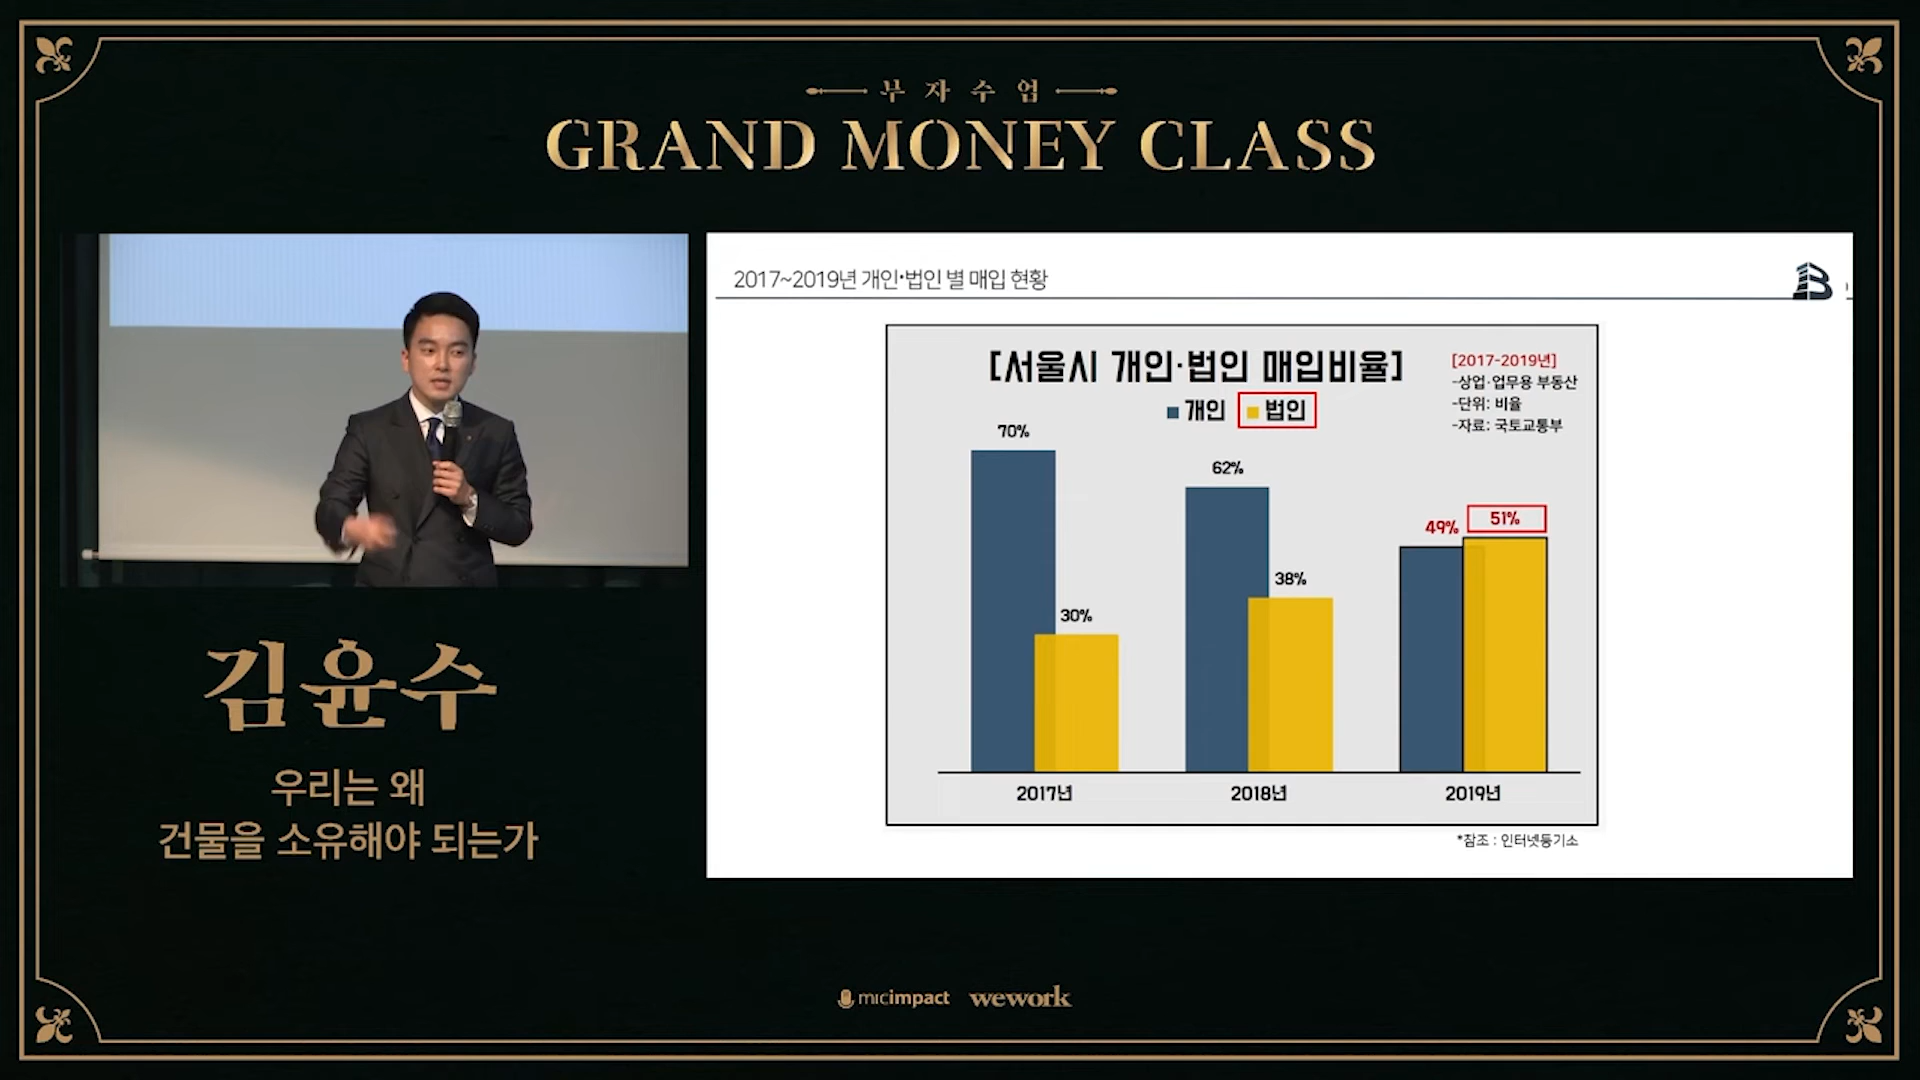 부자수업
GRAND MONEY CLASS
2017~2019년 개인·법인 별 매입 현황
[서울시 개인·법인 매입비율]
개인 법인
[2017-2019년]
-상업·업무용 부동산
-단위: 비율
-자료: 국토교통부
70%
30%
62%
38%
49%
51%
2017년 2018년 2019년
*참조 : 인터넷등기소
김윤수
우리는 왜
건물을 소유해야 되는가
micimpact wework